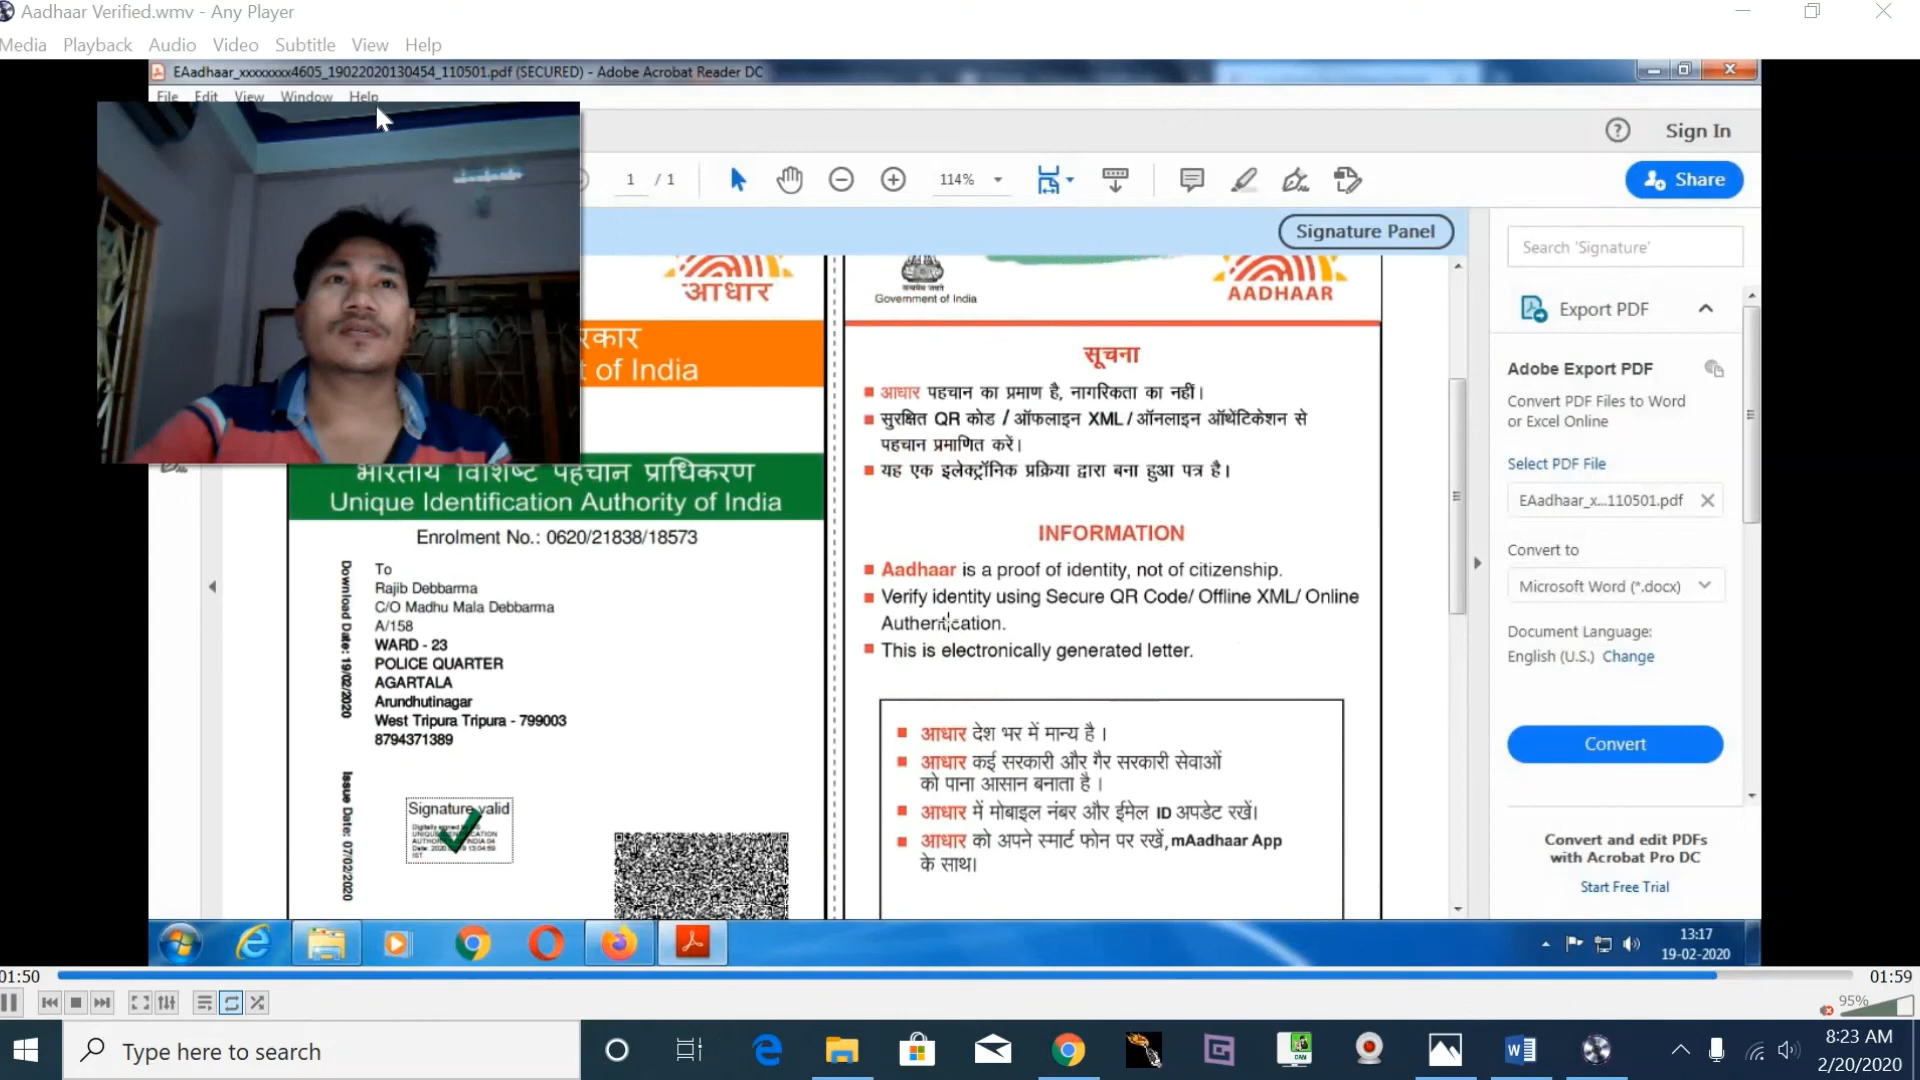 Aadhaar Verified.wmv - Any Player
Media Playback Audio Video Subtitle View Help
EAadhaar_xxxxxxxx4605_19022020130454_110501.pdf (SECURED) - Adobe Acrobat Reader DC
File Edit View Window Help
Sign In
1 / 1
114%
Share
Signature Panel
Search 'Signature'
आधार
Government of India
AADHAAR
Export PDF
रकार
t of India
सूचना
आधार पहचान का प्रमाण है, नागरिकता का नहीं।
सुरक्षित QR कोड / ऑफलाइन XML / ऑनलाइन ऑथेंटिकेशन से
पहचान प्रमाणित करें।
यह एक इलेक्ट्रॉनिक प्रक्रिया द्वारा बना हुआ पत्र है।
Adobe Export PDF
Convert PDF Files to Word
or Excel Online
Select PDF File
EAadhaar_x...110501.pdf
Convert to
Microsoft Word (*.docx)
Document Language:
English (U.S.) Change
Convert
Convert and edit PDFs
with Acrobat Pro DC
Start Free Trial
भारतीय विशिष्ट पहचान प्राधिकरण
Unique Identification Authority of India
Enrolment No.: 0620/21838/18573
Download Date: 19/02/2020
To
Rajib Debbarma
C/O Madhu Mala Debbarma
A/158
WARD - 23
POLICE QUARTER
AGARTALA
Arundhutinagar
West Tripura Tripura - 799003
8794371389
Issue Date: 07/02/2020
Signature valid
INFORMATION
Aadhaar is a proof of identity, not of citizenship.
Verify identity using Secure QR Code/ Offline XML/ Online
Authentication.
This is electronically generated letter.
आधार देश भर में मान्य है ।
आधार कई सरकारी और गैर सरकारी सेवाओं
को पाना आसान बनाता है ।
आधार में मोबाइल नंबर और ईमेल ID अपडेट रखें।
आधार को अपने स्मार्ट फोन पर रखें, mAadhaar App
के साथ।
13:17
19-02-2020
01:50
01:59
95%
Type here to search
8:23 AM
2/20/2020